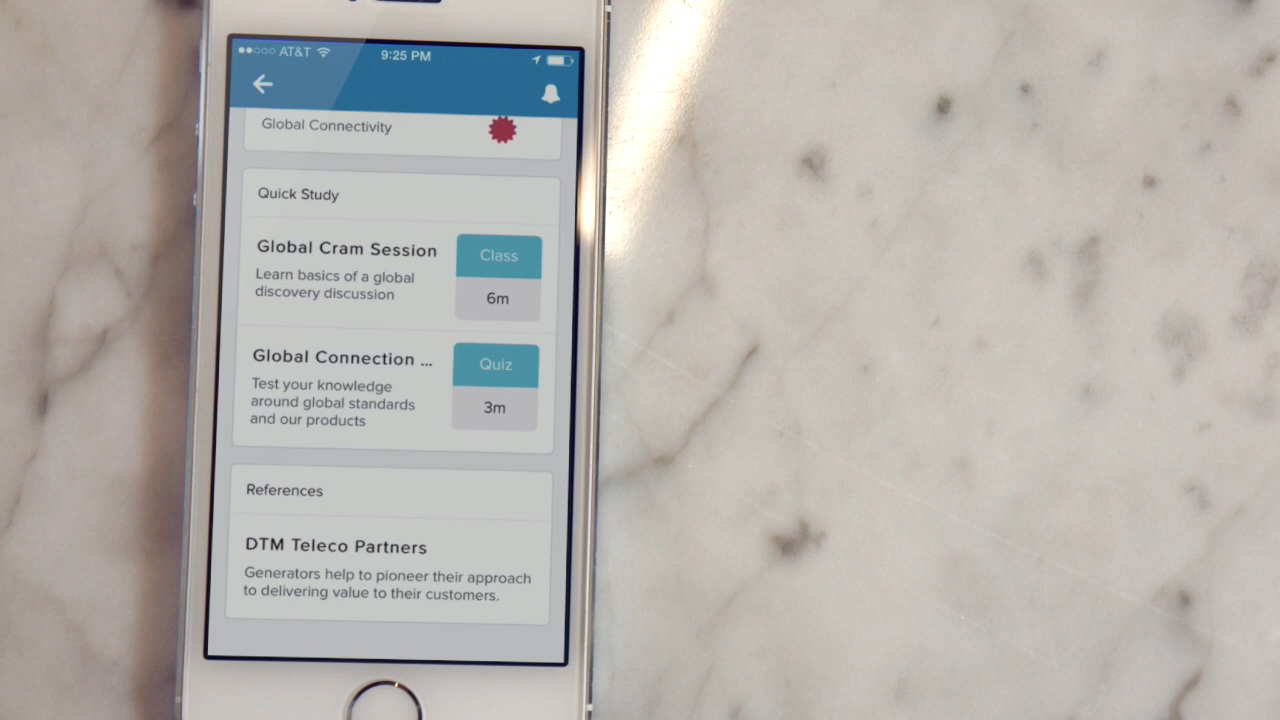 AT&T 9:25 PM
Global Connectivity
Quick Study
Global Cram Session
Class
Learn basics of a global
discovery discussion
6m
Global Connection ...
Quiz
Test your knowledge
around global standards
and our products
3m
References
DTM Teleco Partners
Generators help to pioneer their approach
to delivering value to their customers.